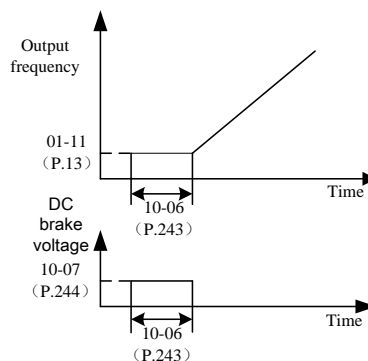 Output
frequency
01-11
（P.13）
Time
10-06
（P.243）
DC
brake
voltage
10-07
（P.244）
Time
10-06
（P.243）